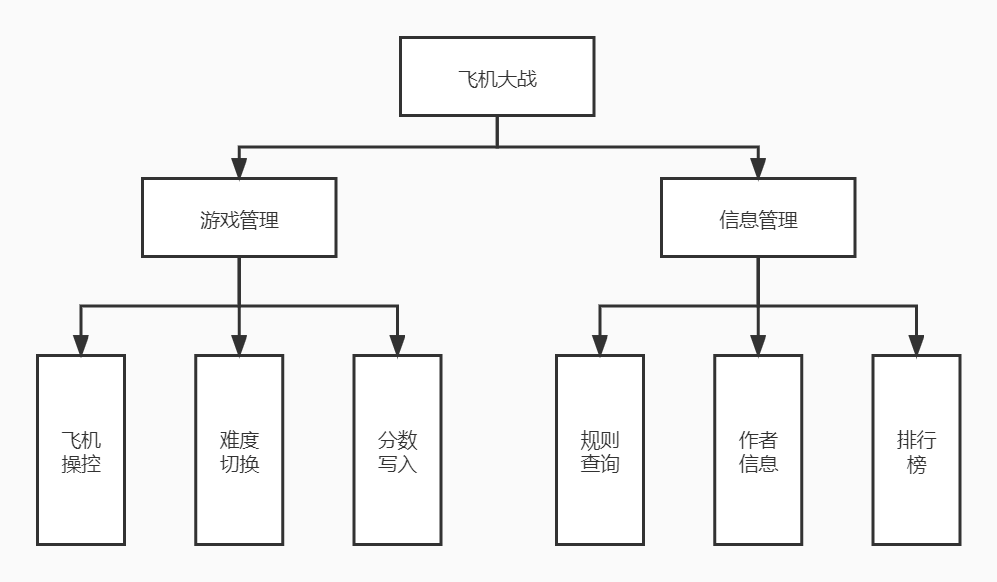 飞机大战
游戏管理
信息管理
飞机
操控
难度
切换
分数
写入
规则
查询
作者
信息
排行
榜